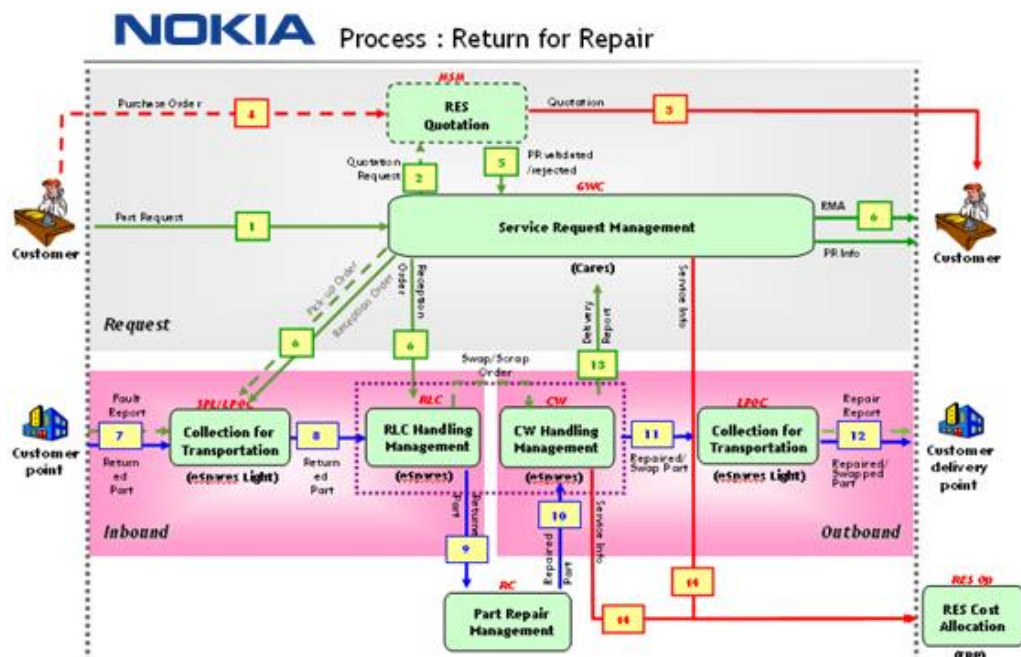 NOKIA
Process : Return for Repair
MSM
Purchase Order
4
RES
Quotation
Quotation
3
Quotation
Request
2
5
PR validated
/rejected
GWC
Part Request
1
Service Request Management
RMA
6
PR Info
Customer
Customer
(Cares)
Pick-up Order
Reception Order
6
Reception
Order
6
Delivery
Report
13
Service Info
Request
Swap/Scrap
Order
SPL/LPOC
RLC
CW
LPOC
Fault
Report
7
Returned
Part
Customer
point
Collection for
Transportation
(eSpares Light)
8
Returned
Part
RLC Handling
Management
(eSpares)
CW Handling
Management
(eSpares)
11
Repaired/
Swap Part
Collection for
Transportation
(eSpares Light)
Repair
Report
12
Repaired/
Swapped
Part
Customer
delivery
point
Inbound
Outbound
Returne
Part
9
10
Repaired
Part
Service Info
RC
Part Repair
Management
14
14
RES Op
RES Cost
Allocation